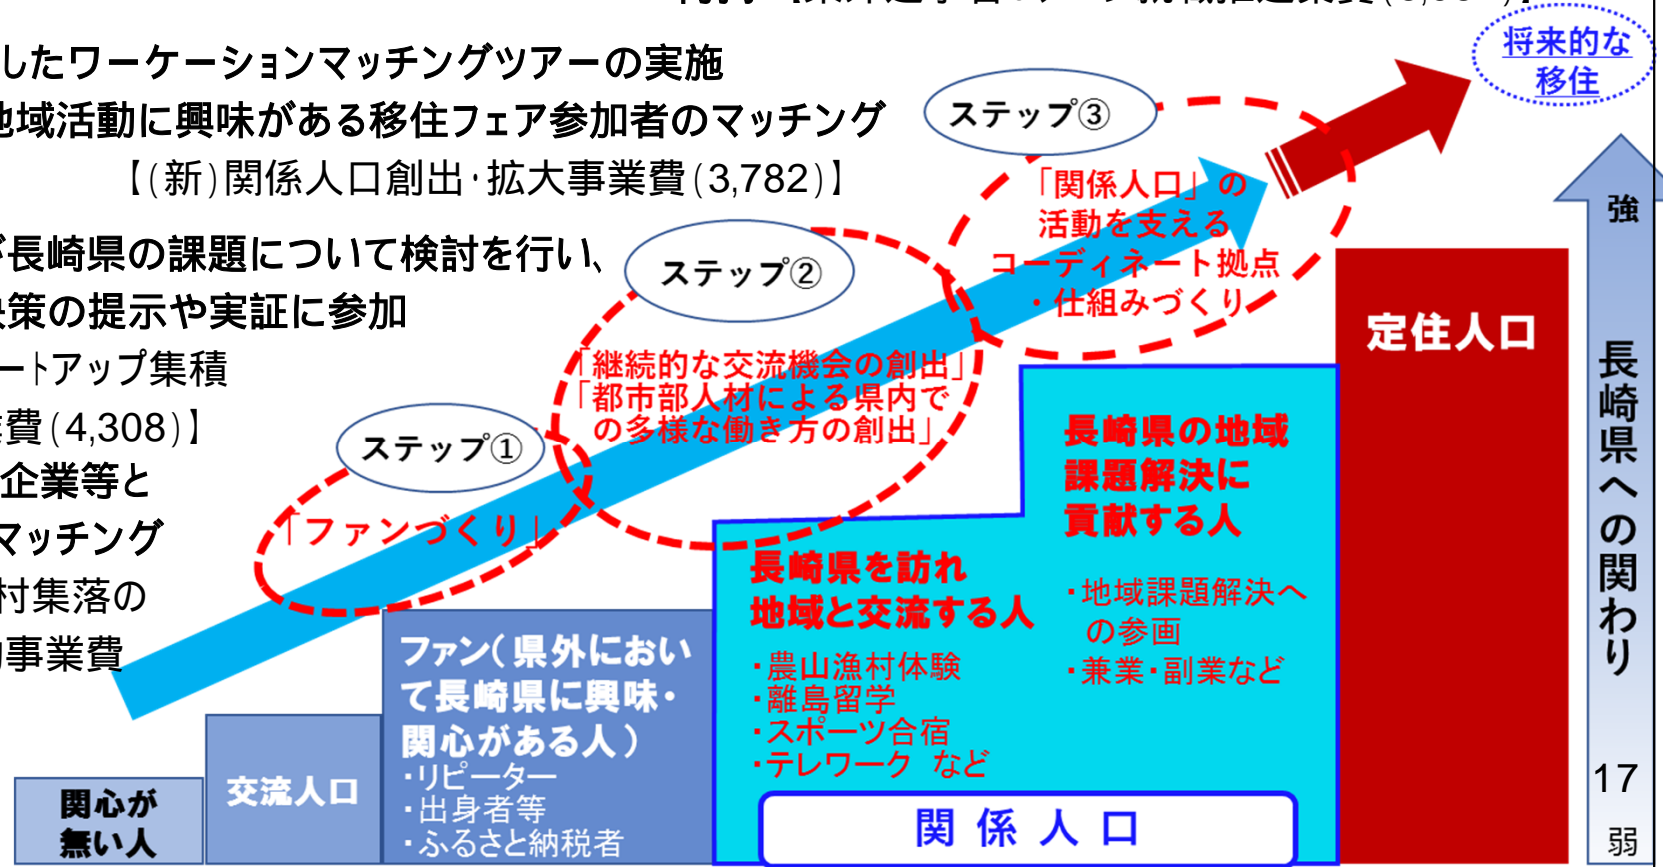 将来的な
移住
したワーケーションマッチングツアーの実施
地域活動に興味がある移住フェア参加者のマッチング
【(新)関係人口創出・拡大事業費(3,782)】
長崎県の課題について検討を行い、
策の提示や実証に参加
ートアップ集積
費(4,308)】
企業等と
マッチング
村集落の
事業費
ステップ③
「関係人口」の
活動を支える
コーディネート拠点
・仕組みづくり
ステップ②
「継続的な交流機会の創出」
「都市部人材による県内で
の多様な働き方の創出」
ステップ①
「ファンづくり」
関心が
無い人
交流人口
ファン(県外におい
て長崎県に興味・
関心がある人)
・リピーター
・出身者等
・ふるさと納税者
長崎県を訪れ
地域と交流する人
・農山漁村体験
・離島留学
・スポーツ合宿
・テレワーク など
長崎県の地域
課題解決に
貢献する人
・地域課題解決へ
の参画
・兼業・副業など
関係人口
定住人口
強
長崎県への関わり
17
弱